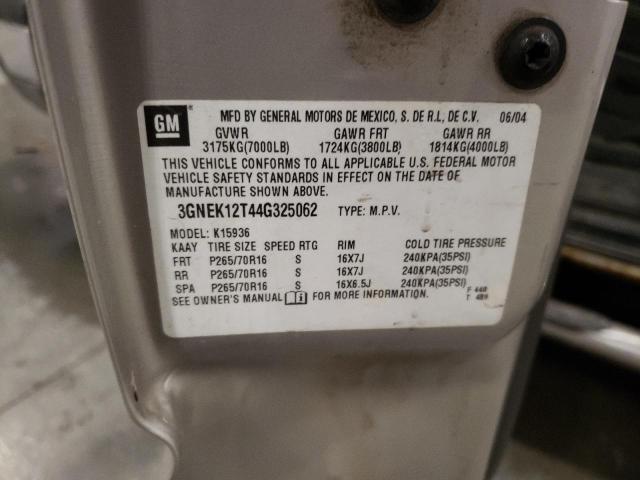 GM ®
MFD BY GENERAL MOTORS DE MEXICO, S. DE R.L, DE C.V. 06/04
GVWR GAWR FRT GAWR RR
3175KG(7000LB) 1724KG(3800LB) 1814KG(4000LB)
THIS VEHICLE CONFORMS TO ALL APPLICABLE U.S. FEDERAL MOTOR
VEHICLE SAFETY STANDARDS IN EFFECT ON THE DATE OF
MANUFACTURE SHOWN ABOVE.
3GNEK12T44G325062 TYPE: M.P.V.
MODEL: K15936
KAAY TIRE SIZE SPEED RTG RIM COLD TIRE PRESSURE
FRT P265/70R16 S 16X7J 240KPA(35PSI)
RR P265/70R16 S 16X7J 240KPA(35PSI)
SPA P265/70R16 S 16X6.5J 240KPA(35PSI)
SEE OWNER'S MANUAL i FOR MORE INFORMATION.
F 440
T 489